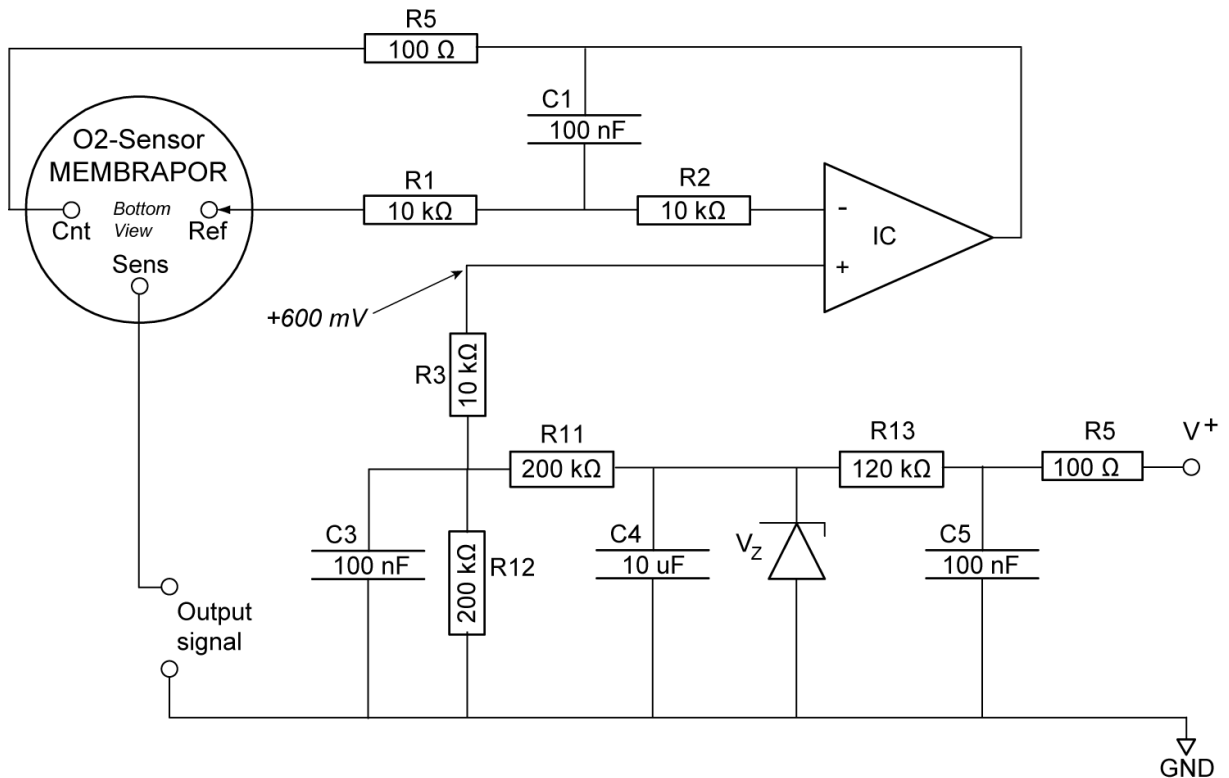 R5
100 Ω
C1
100 nF
O2-Sensor
MEMBRAPOR
Bottom
View
Cnt
Ref
Sens
R1
10 kΩ
R2
10 kΩ
-
IC
+
+600 mV
R3
10 kΩ
R11
200 kΩ
R13
120 kΩ
R5
100 Ω
V+
C3
100 nF
R12
200 kΩ
C4
10 uF
VZ
C5
100 nF
Output
signal
GND